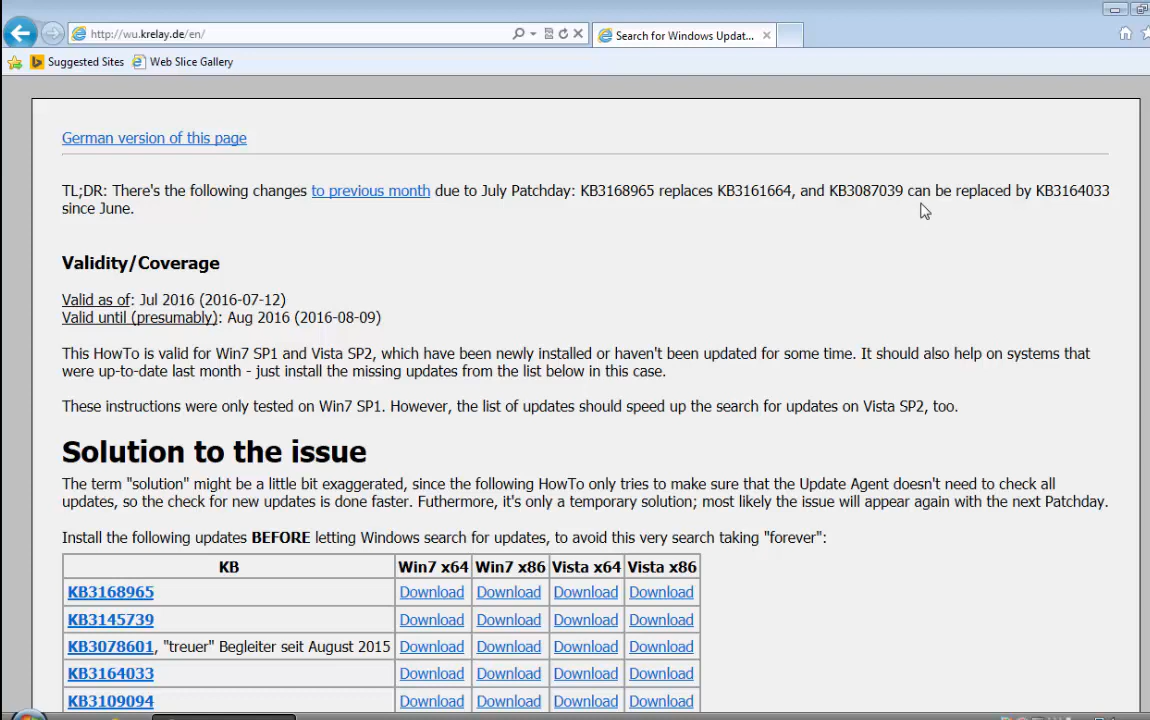 http://wu.krelay.de/en/
Search for Windows Updat...
Suggested Sites
Web Slice Gallery
German version of this page
TL;DR: There's the following changes to previous month due to July Patchday: KB3168965 replaces KB3161664, and KB3087039 can be replaced by KB3164033
since June.
Validity/Coverage
Valid as of: Jul 2016 (2016-07-12)
Valid until (presumably): Aug 2016 (2016-08-09)
This HowTo is valid for Win7 SP1 and Vista SP2, which have been newly installed or haven't been updated for some time. It should also help on systems that
were up-to-date last month - just install the missing updates from the list below in this case.
These instructions were only tested on Win7 SP1. However, the list of updates should speed up the search for updates on Vista SP2, too.
Solution to the issue
The term "solution" might be a little bit exaggerated, since the following HowTo only tries to make sure that the Update Agent doesn't need to check all
updates, so the check for new updates is done faster. Futhermore, it's only a temporary solution; most likely the issue will appear again with the next Patchday.
Install the following updates BEFORE letting Windows search for updates, to avoid this very search taking "forever":
KB Win7 x64 Win7 x86 Vista x64 Vista x86
KB3168965 Download Download Download Download
KB3145739 Download Download Download Download
KB3078601, "treuer" Begleiter seit August 2015 Download Download Download Download
KB3164033 Download Download Download Download
KB3109094 Download Download Download Download